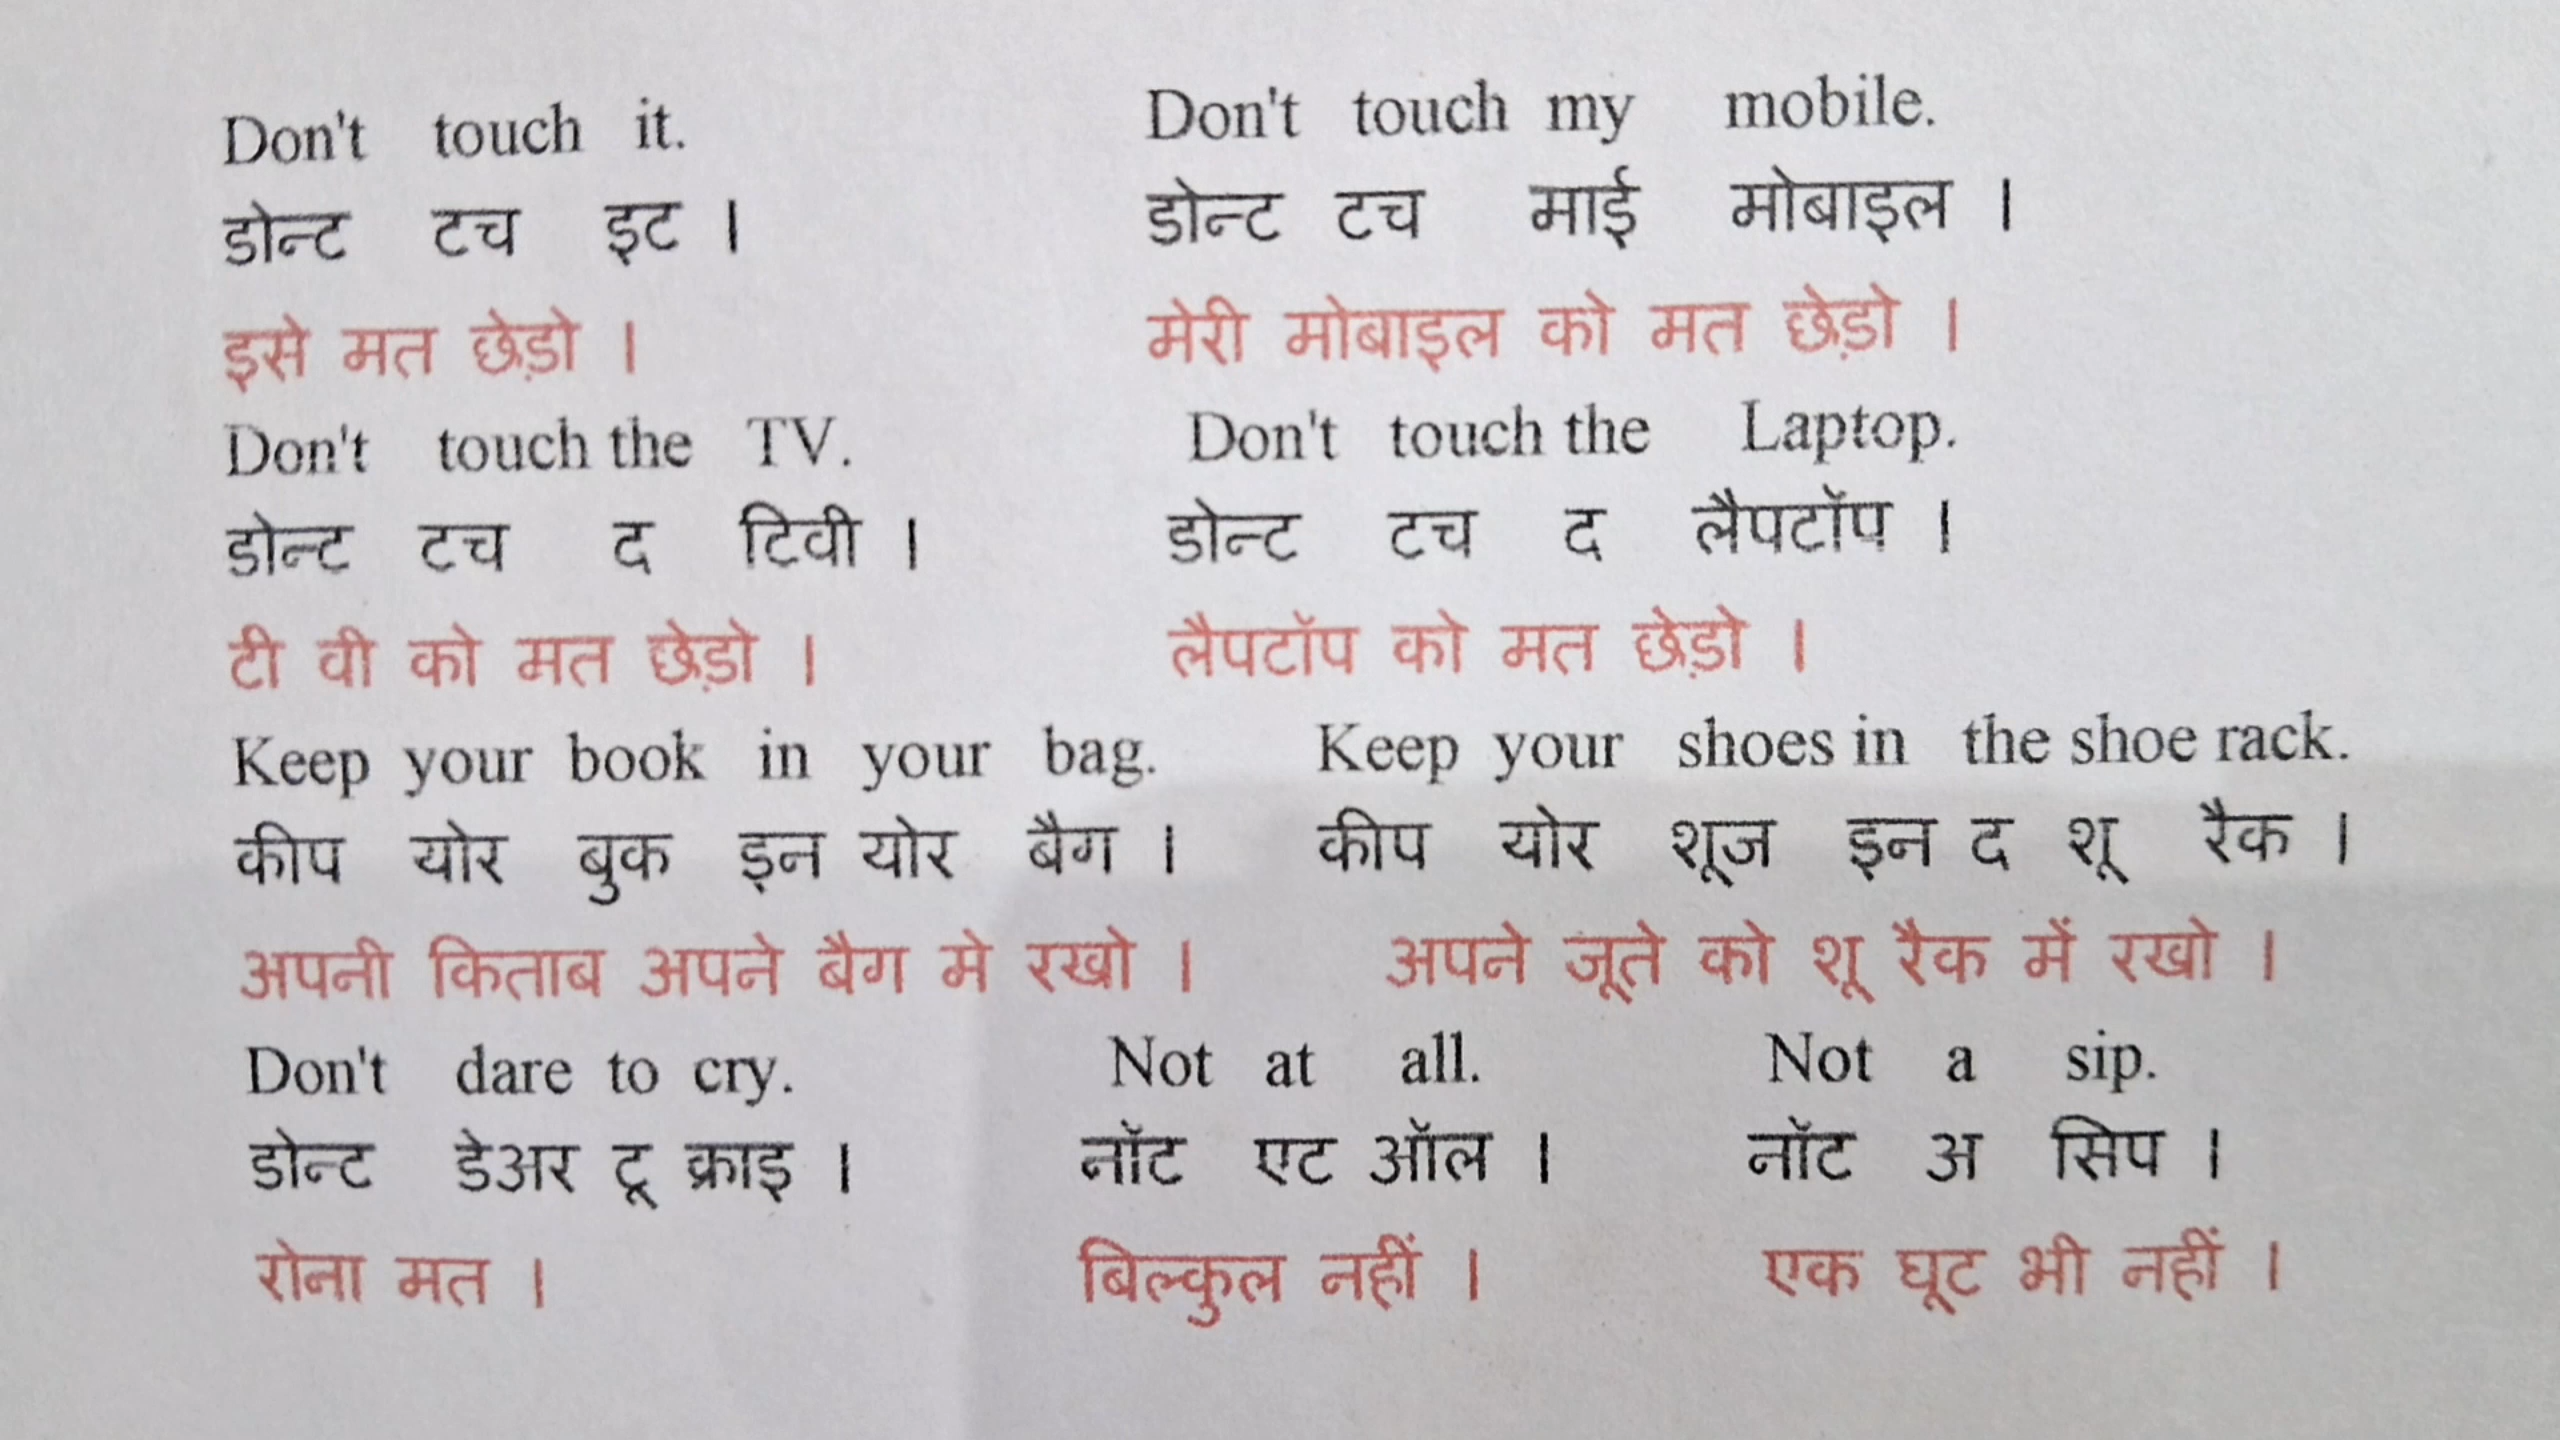 Don't touch it. Don't touch my mobile.
डोन्ट टच इट । डोन्ट टच माई मोबाइल ।
इसे मत छेड़ो । मेरी मोबाइल को मत छेड़ो ।
Don't touch the TV. Don't touch the Laptop.
डोन्ट टच द टिवी । डोन्ट टच द लैपटॉप ।
टी वी को मत छेड़ो । लैपटॉप को मत छेड़ो ।
Keep your book in your bag. Keep your shoes in the shoe rack.
कीप योर बुक इन योर बैग । कीप योर शूज इन द शू रैक ।
अपनी किताब अपने बैग मे रखो । अपने जूते को शू रैक में रखो ।
Don't dare to cry. Not at all. Not a sip.
डोन्ट डेअर टू क्राइ । नॉट एट ऑल । नॉट अ सिप ।
रोना मत । बिल्कुल नहीं । एक घूट भी नहीं ।